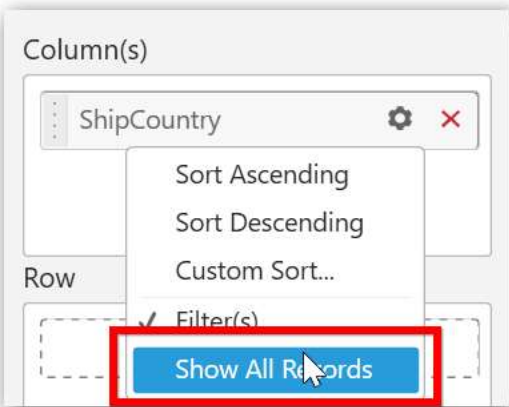 Column(s)
ShipCountry
Sort Ascending
Sort Descending
Custom Sort...
Row
Filter(s)
Show All Records